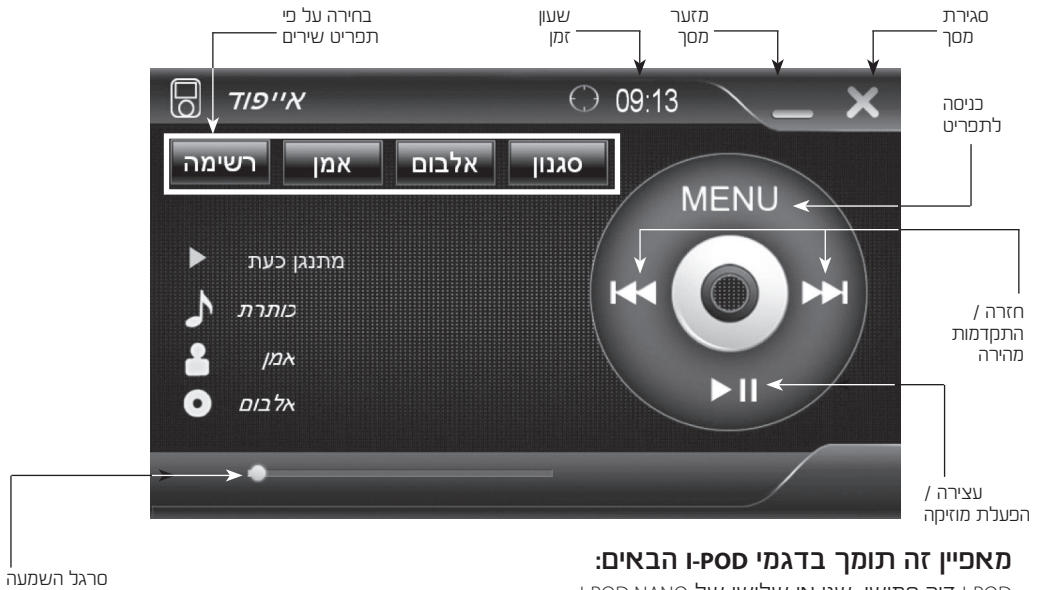 בחירה על פי
תפריט שירים
שעון
זמן
מזער
מסך
סגירת
מסך
אייפוד
09:13
רשימה
אמן
אלבום
סגנון
כניסה
לתפריט
MENU
מתנגן כעת
כותרת
אמן
אלבום
חזרה /
התקדמות
מהירה
עצירה /
הפעלת מוזיקה
סרגל השמעה
מאפיין זה תומך בדגמי I-POD הבאים: